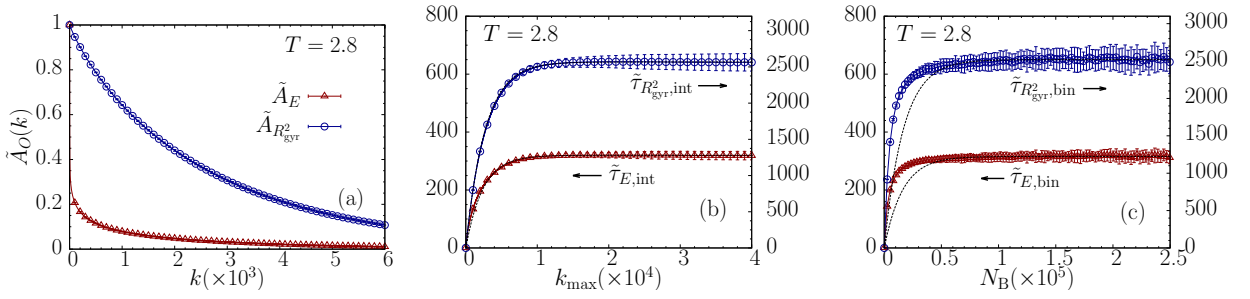 1
0.8
0.6
0.4
0.2
0
Ã_O(k)
T = 2.8
Ã_E
Ã_{R²_gyr}
(a)
0 1 2 3 4 5 6
k(×10³)
800
600
400
200
0
T = 2.8
τ̃_{R²_gyr,int}
τ̃_{E,int}
(b)
3000
2500
2000
1500
1000
500
0
0 1 2 3 4
k_max(×10⁴)
800
600
400
200
0
T = 2.8
τ̃_{R²_gyr,bin}
τ̃_{E,bin}
(c)
3000
2500
2000
1500
1000
500
0
0 0.5 1 1.5 2 2.5
N_B(×10⁵)